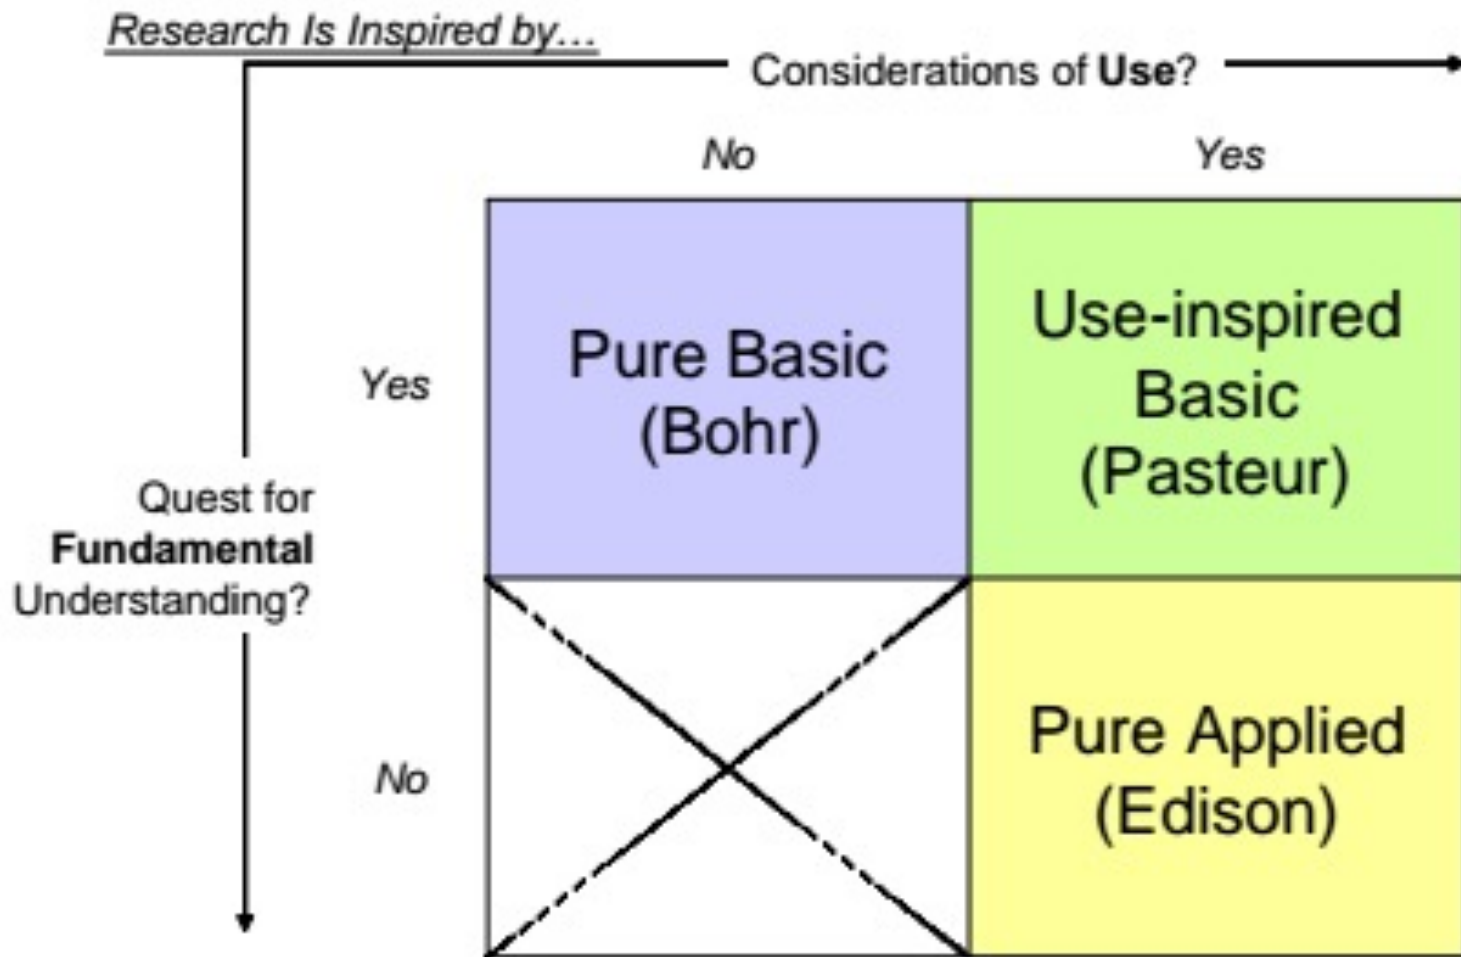 Research Is Inspired by...
Considerations of Use?
No
Yes
Yes
Pure Basic
(Bohr)
Use-inspired
Basic
(Pasteur)
Quest for
Fundamental
Understanding?
No
Pure Applied
(Edison)